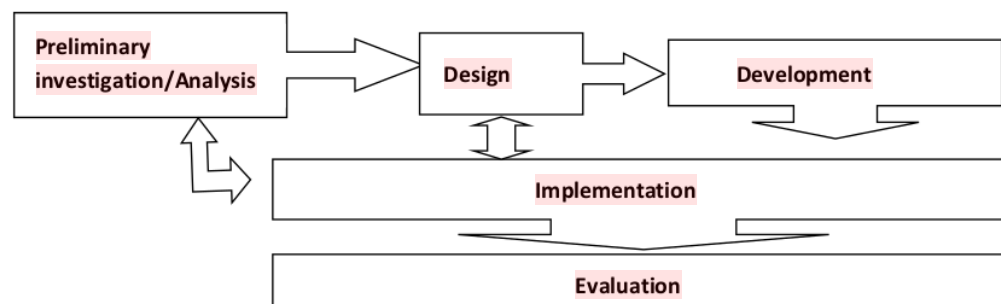 Preliminary
investigation/Analysis
Design
Development
Implementation
Evaluation